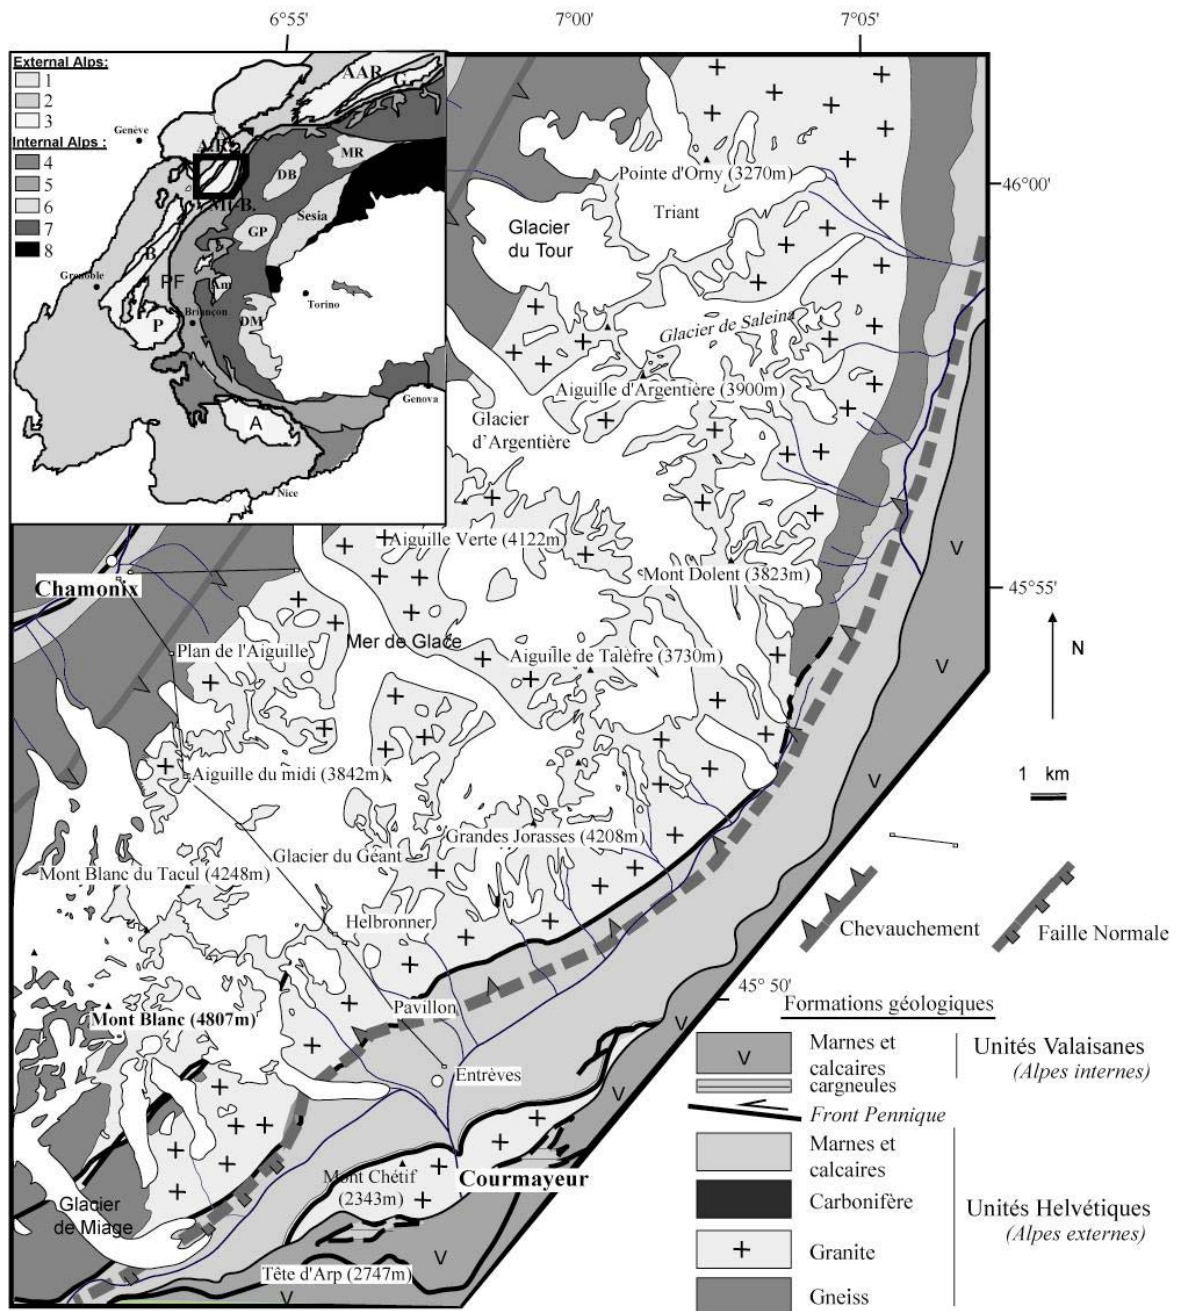 6°55'
7°00'
7°05'
External Alps:
1
2
3
Internal Alps :
4
5
6
7
8
AAR
G
Genève
A.R.
MR
DB
Mt-B.
Sesia
GP
B
Grenoble
PF
Am
Torino
Briançon
P
DM
Genova
A
Nice
Pointe d'Orny (3270m)
46°00'
Triant
Glacier
du Tour
Glacier de Saleina
Aiguille d'Argentière (3900m)
Glacier
d'Argentière
Aiguille Verte (4122m)
V
Chamonix
Mont Dolent (3823m)
45°55'
Mer de Glace
Plan de l'Aiguille
Aiguille de Talèfre (3730m)
N
V
Aiguille du midi (3842m)
V
1 km
Grandes Jorasses (4208m)
Glacier du Géant
Mont Blanc du Tacul (4248m)
Helbronner
Chevauchement
Faille Normale
45° 50'
Pavillon
Formations géologiques
Mont Blanc (4807m)
V
V
Marnes et
calcaires
Unités Valaisanes
(Alpes internes)
Entrèves
cargneules
V
Front Pennique
Marnes et
calcaires
Mont Chétif
(2343m)
Courmayeur
Carbonifère
Glacier
de Miage
Unités Helvétiques
(Alpes externes)
Granite
V
Tête d'Arp (2747m)
V
Gneiss